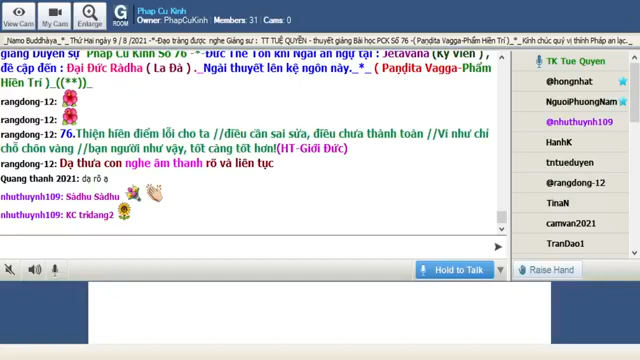 View Cam
My Cam
Enlarge
G
ROOM
Phap Cu Kinh
Owner: PhapCuKinh Members: 31 Cams: 0
_Namo Buddhàya_*_ Thứ Hai ngày 9 / 8 /2021 -*-Đạo tràng được nghe Giảng sư : TT TUỆ QUYỀN - thuyết giảng Bài học PCK Số 76 -( Paṇḍita Vagga-Phẩm Hiền Trí )_*_ Kính chúc quý vị thính Pháp an lạc..
giảng Duyên sự Pháp Cú Kinh Số 76 -*-Đức Thế Tôn khi Ngài an ngự tại : Jetavana (Kỳ Viên ) ,
đề cập đến : Đại Đức Ràdha ( La Đà ) ._Ngài thuyết lên kệ ngôn này._*_ ( Paṇḍita Vagga-Phẩm
Hiền Trí )_((**))_
rangdong-12:
rangdong-12:
rangdong-12: 76.Thiện hiền điểm lỗi cho ta //điều cần sai sửa, điều chưa thành toàn //Ví như chỉ
chỗ chôn vàng //bạn người như vậy, tốt càng tốt hơn!(HT-Giới Đức)
rangdong-12: Dạ thưa con nghe âm thanh rõ và liên tục
Quang thanh 2021: dạ rõ ạ
nhuthuynh109: Sàdhu Sàdhu
nhuthuynh109: KC tridang2
Hold to Talk
Raise Hand
TK Tue Quyen
@hongnhat
NguoiPhuongNam
@nhuthuynh109
HanhK
tntueduyen
@rangdong-12
TinaN
camvan2021
TranDao1